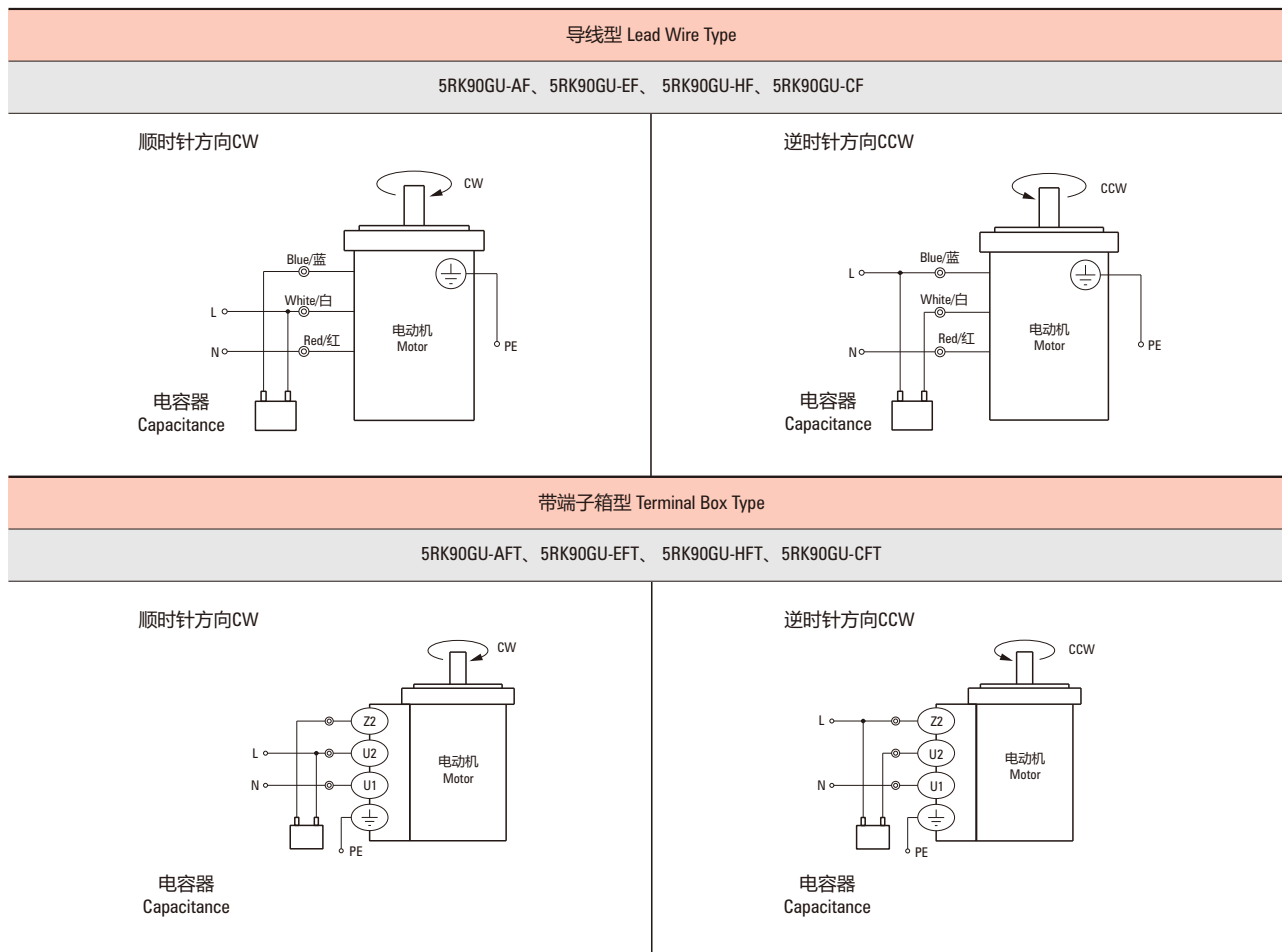 导线型 Lead Wire Type
5RK90GU-AF、5RK90GU-EF、 5RK90GU-HF、5RK90GU-CF
顺时针方向CW
CW
Blue/蓝
White/白
L
Red/红
N
电动机
Motor
PE
电容器
Capacitance
逆时针方向CCW
CCW
Blue/蓝
L
White/白
Red/红
N
电动机
Motor
PE
电容器
Capacitance
带端子箱型 Terminal Box Type
5RK90GU-AFT、5RK90GU-EFT、 5RK90GU-HFT、5RK90GU-CFT
顺时针方向CW
CW
Z2
L
U2
N
U1
电动机
Motor
PE
电容器
Capacitance
逆时针方向CCW
CCW
L
Z2
U2
N
U1
电动机
Motor
PE
电容器
Capacitance